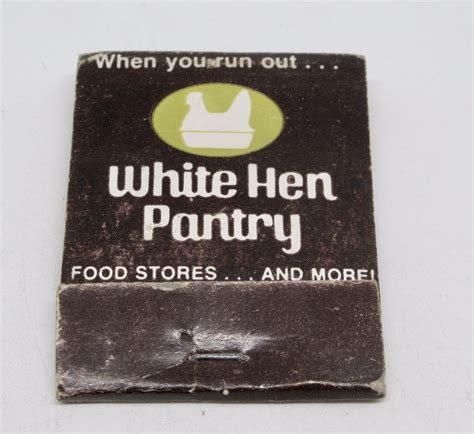 When you run out . . .
White Hen
Pantry
FOOD STORES . . . AND MORE!